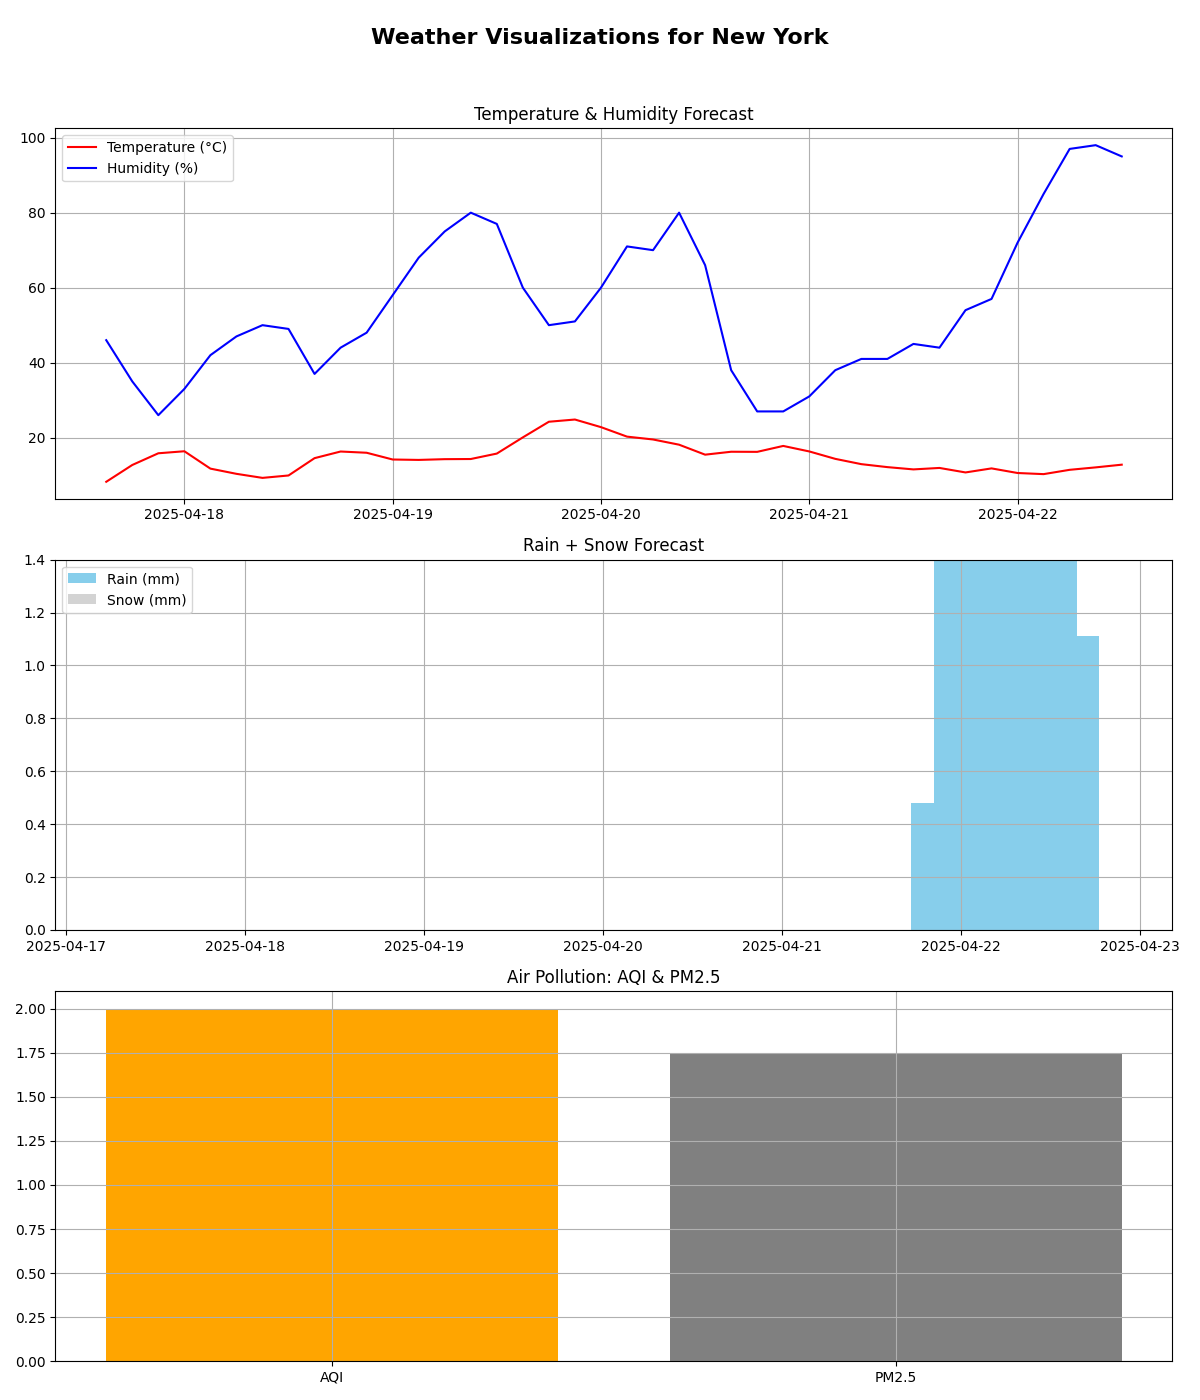 Weather Visualizations for New York
Temperature & Humidity Forecast
Temperature (°C)
Humidity (%)
100
80
60
40
20
2025-04-18 2025-04-19 2025-04-20 2025-04-21 2025-04-22
Rain + Snow Forecast
Rain (mm)
Snow (mm)
1.4
1.2
1.0
0.8
0.6
0.4
0.2
0.0
2025-04-17 2025-04-18 2025-04-19 2025-04-20 2025-04-21 2025-04-22 2025-04-23
Air Pollution: AQI & PM2.5
2.00
1.75
1.50
1.25
1.00
0.75
0.50
0.25
0.00
AQI PM2.5